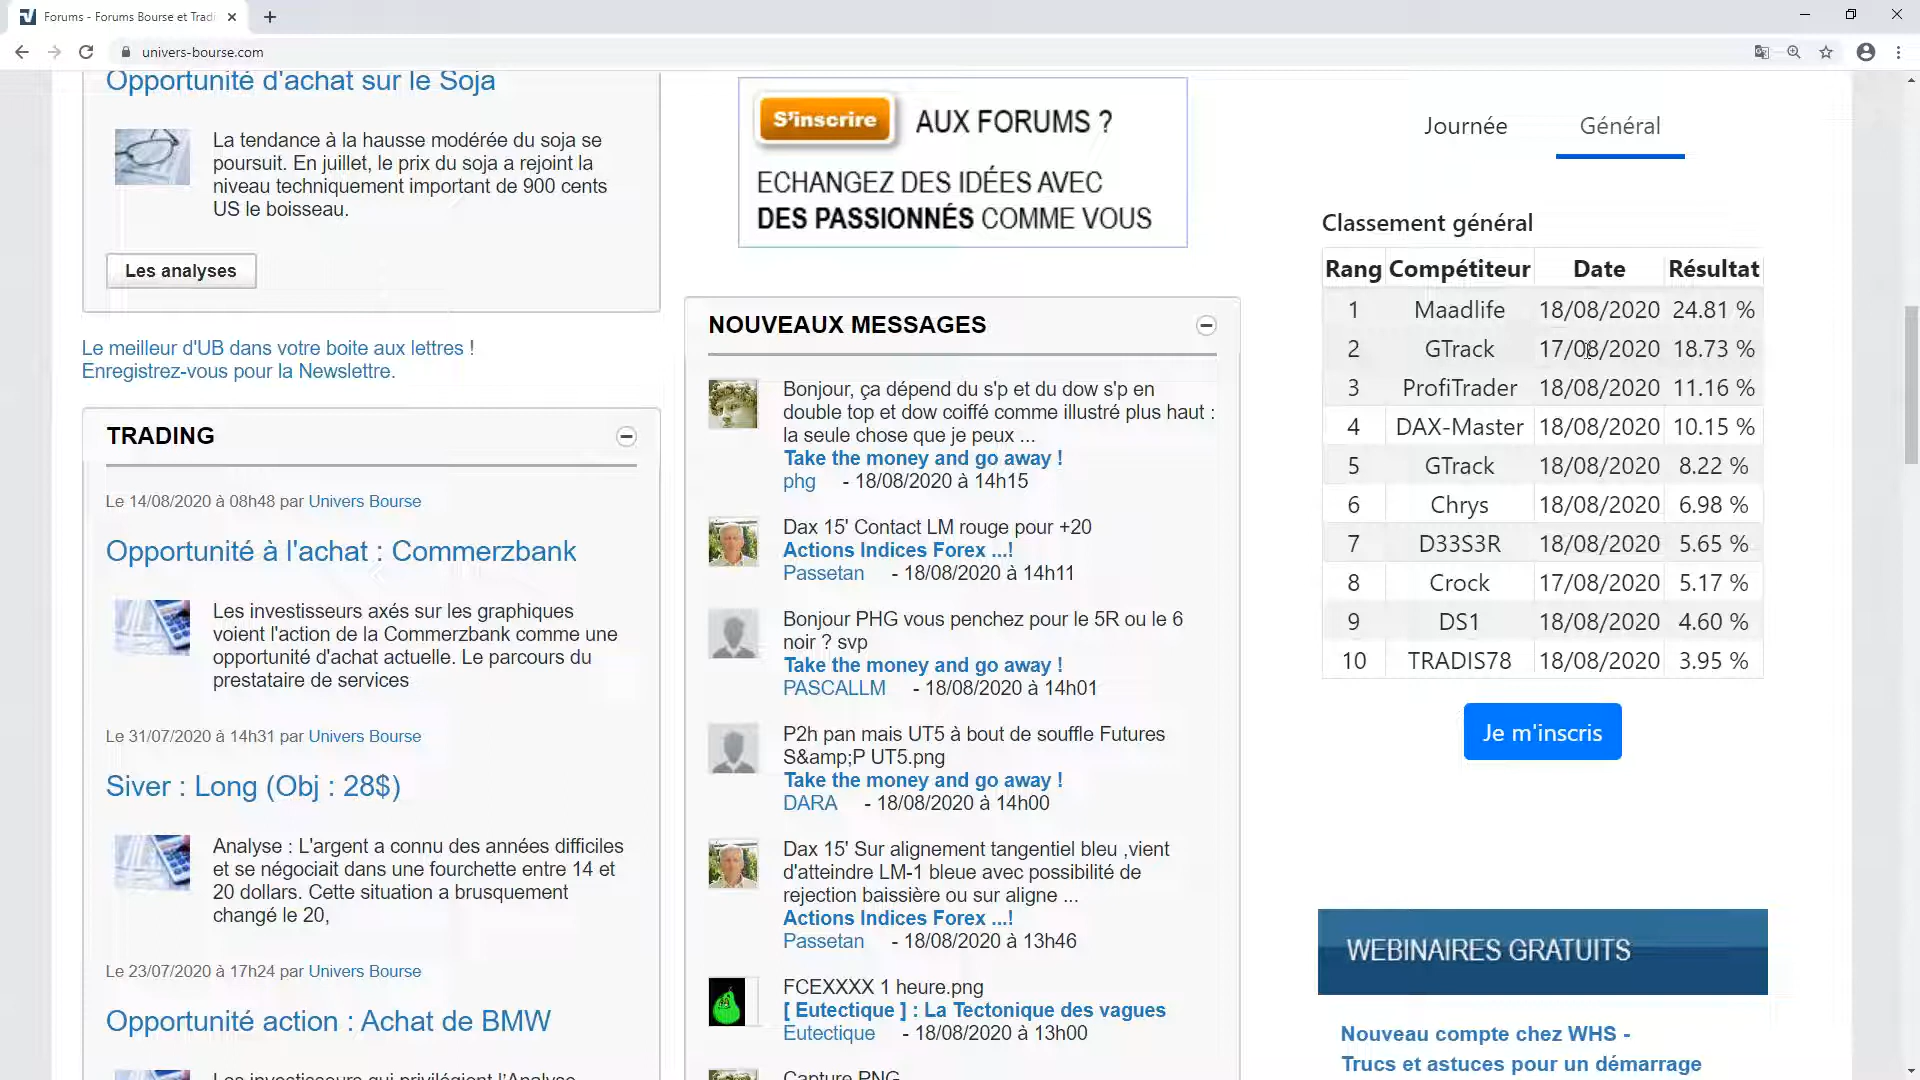 Forums - Forums Bourse et Trad
univers-bourse.com
Opportunité d'achat sur le Soja
La tendance à la hausse modérée du soja se
poursuit. En juillet, le prix du soja a rejoint la
niveau techniquement important de 900 cents
US le boisseau.
Les analyses
Le meilleur d'UB dans votre boite aux lettres !
Enregistrez-vous pour la Newslettre.
TRADING
Le 14/08/2020 à 08h48 par Univers Bourse
Opportunité à l'achat : Commerzbank
Les investisseurs axés sur les graphiques
voient l'action de la Commerzbank comme une
opportunité d'achat actuelle. Le parcours du
prestataire de services
Le 31/07/2020 à 14h31 par Univers Bourse
Siver : Long (Obj : 28$)
Analyse : L'argent a connu des années difficiles
et se négociait dans une fourchette entre 14 et
20 dollars. Cette situation a brusquement
changé le 20,
Le 23/07/2020 à 17h24 par Univers Bourse
Opportunité action : Achat de BMW
Les investisseurs qui privilégient l'Analyse
S'inscrire AUX FORUMS ?
ECHANGEZ DES IDÉES AVEC
DES PASSIONNÉS COMME VOUS
NOUVEAUX MESSAGES
Bonjour, ça dépend du s'p et du dow s'p en
double top et dow coiffé comme illustré plus haut :
la seule chose que je peux ...
Take the money and go away !
phg - 18/08/2020 à 14h15
Dax 15' Contact LM rouge pour +20
Actions Indices Forex ...!
Passetan - 18/08/2020 à 14h11
Bonjour PHG vous penchez pour le 5R ou le 6
noir ? svp
Take the money and go away !
PASCALLM - 18/08/2020 à 14h01
P2h pan mais UT5 à bout de souffle Futures
S&amp;P UT5.png
Take the money and go away !
DARA - 18/08/2020 à 14h00
Dax 15' Sur alignement tangentiel bleu ,vient
d'atteindre LM-1 bleue avec possibilité de
rejection baissière ou sur aligne ...
Actions Indices Forex ...!
Passetan - 18/08/2020 à 13h46
FCEXXXX 1 heure.png
[ Eutectique ] : La Tectonique des vagues
Eutectique - 18/08/2020 à 13h00
Capture PNG
Journée Général
Classement général
Rang Compétiteur Date Résultat
1 Maadlife 18/08/2020 24.81 %
2 GTrack 17/08/2020 18.73 %
3 ProfiTrader 18/08/2020 11.16 %
4 DAX-Master 18/08/2020 10.15 %
5 GTrack 18/08/2020 8.22 %
6 Chrys 18/08/2020 6.98 %
7 D33S3R 18/08/2020 5.65 %
8 Crock 17/08/2020 5.17 %
9 DS1 18/08/2020 4.60 %
10 TRADIS78 18/08/2020 3.95 %
Je m'inscris
WEBINAIRES GRATUITS
Nouveau compte chez WHS -
Trucs et astuces pour un démarrage